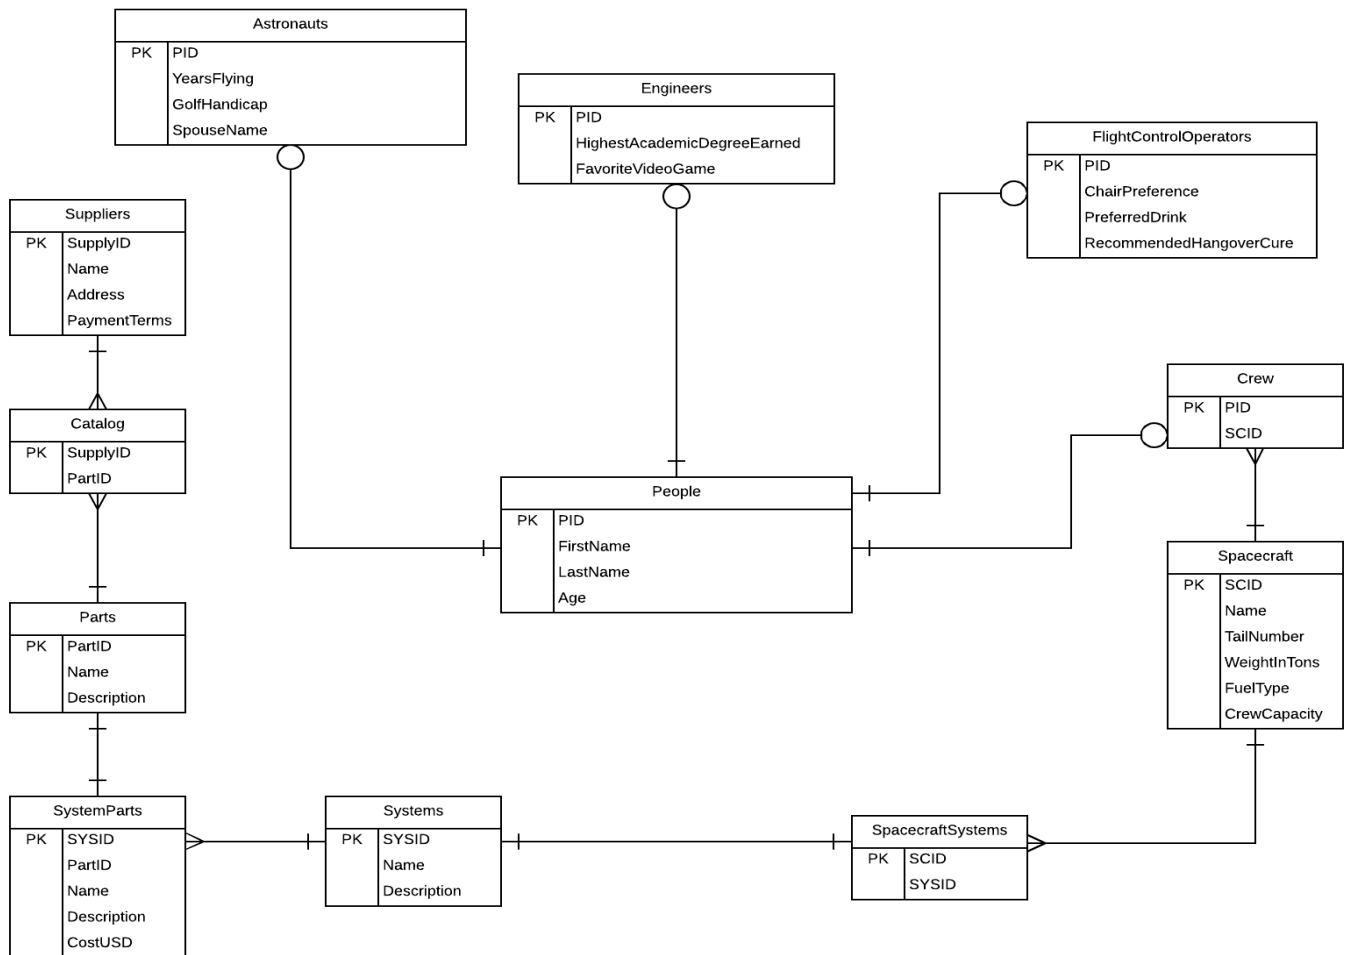 Astronauts
PK PID
YearsFlying
GolfHandicap
SpouseName
Engineers
PK PID
HighestAcademicDegreeEarned
FavoriteVideoGame
FlightControlOperators
PK PID
ChairPreference
PreferredDrink
RecommendedHangoverCure
Suppliers
PK SupplyID
Name
Address
PaymentTerms
Catalog
PK SupplyID
PartID
Crew
PK PID
SCID
People
PK PID
FirstName
LastName
Age
Spacecraft
PK SCID
Name
TailNumber
WeightInTons
FuelType
CrewCapacity
Parts
PK PartID
Name
Description
SystemParts
PK SYSID
PartID
Name
Description
CostUSD
Systems
PK SYSID
Name
Description
SpacecraftSystems
PK SCID
SYSID